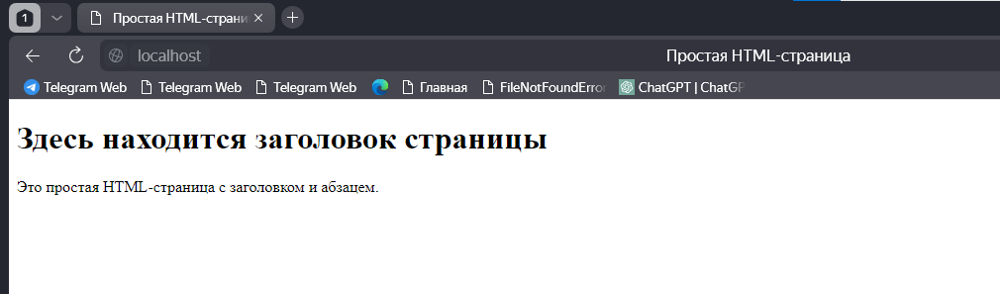 1 Простая HTML-страни
localhost Простая HTML-страница
Telegram Web Telegram Web Telegram Web Главная FileNotFoundError ChatGPT | ChatGP
Здесь находится заголовок страницы
Это простая HTML-страница с заголовком и абзацем.